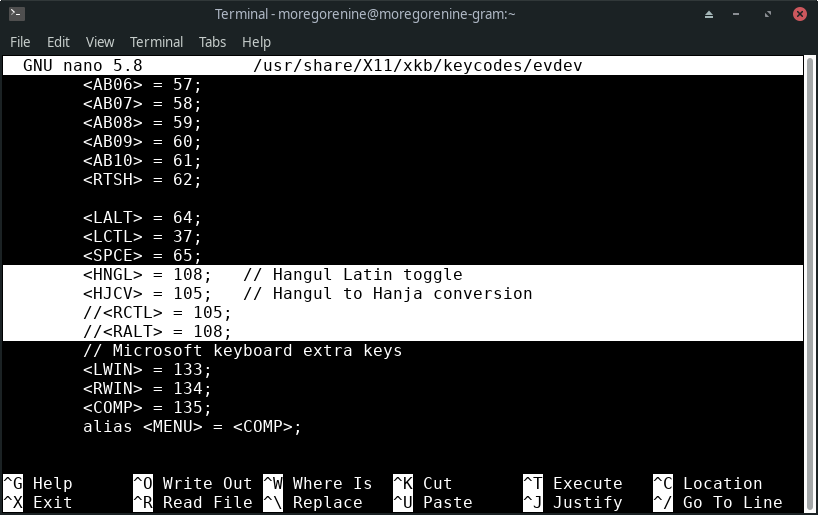 Terminal - moregorenine@moregorenine-gram:~
File Edit View Terminal Tabs Help
GNU nano 5.8 /usr/share/X11/xkb/keycodes/evdev
<AB06> = 57;
<AB07> = 58;
<AB08> = 59;
<AB09> = 60;
<AB10> = 61;
<RTSH> = 62;
<LALT> = 64;
<LCTL> = 37;
<SPCE> = 65;
<HNGL> = 108; // Hangul Latin toggle
<HJCV> = 105; // Hangul to Hanja conversion
//<RCTL> = 105;
//<RALT> = 108;
// Microsoft keyboard extra keys
<LWIN> = 133;
<RWIN> = 134;
<COMP> = 135;
alias <MENU> = <COMP>;
^G Help ^O Write Out ^W Where Is ^K Cut ^T Execute ^C Location
^X Exit ^R Read File ^\ Replace ^U Paste ^J Justify ^/ Go To Line